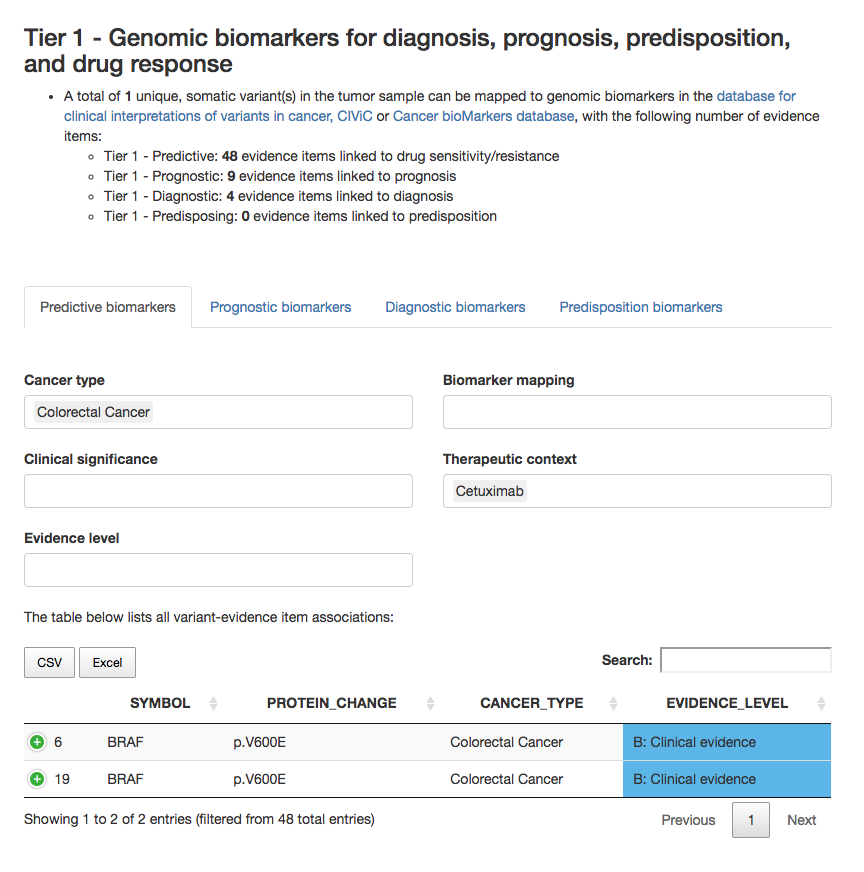 Tier 1 - Genomic biomarkers for diagnosis, prognosis, predisposition,
and drug response
• A total of 1 unique, somatic variant(s) in the tumor sample can be mapped to genomic biomarkers in the database for
clinical interpretations of variants in cancer, CIViC or Cancer bioMarkers database, with the following number of evidence
items:
◦ Tier 1 - Predictive: 48 evidence items linked to drug sensitivity/resistance
◦ Tier 1 - Prognostic: 9 evidence items linked to prognosis
◦ Tier 1 - Diagnostic: 4 evidence items linked to diagnosis
◦ Tier 1 - Predisposing: 0 evidence items linked to predisposition
Predictive biomarkers Prognostic biomarkers Diagnostic biomarkers Predisposition biomarkers
Cancer type Biomarker mapping
Colorectal Cancer
Clinical significance Therapeutic context
Cetuximab
Evidence level
The table below lists all variant-evidence item associations:
CSV Excel Search:
SYMBOL PROTEIN_CHANGE CANCER_TYPE EVIDENCE_LEVEL
6 BRAF p.V600E Colorectal Cancer B: Clinical evidence
19 BRAF p.V600E Colorectal Cancer B: Clinical evidence
Showing 1 to 2 of 2 entries (filtered from 48 total entries) Previous 1 Next